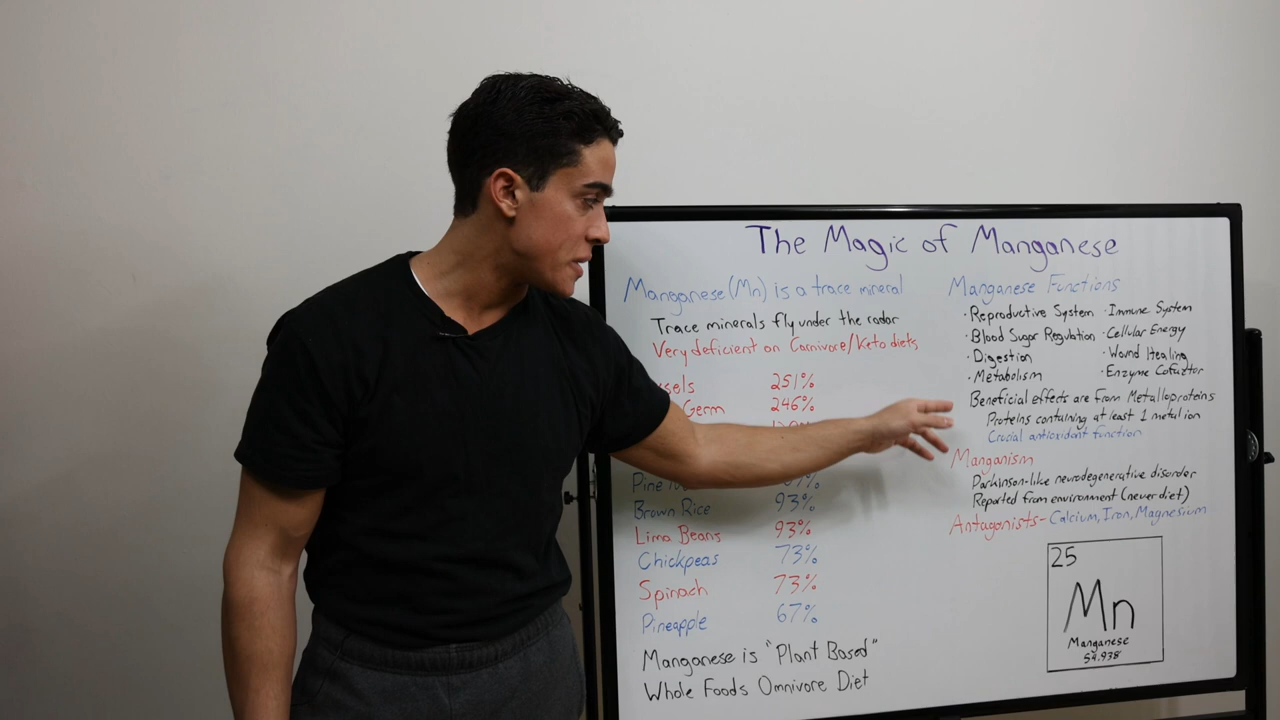 The Magic of Manganese
Manganese (Mn) is a trace mineral
Trace minerals fly under the radar
Very deficient on Carnivore/Keto diets
251%
Germ 246%
Brown Rice 93%
Lima Beans 93%
Chickpeas 73%
Spinach 73%
Pineapple 67%
Manganese is "Plant Based"
Whole Foods Omnivore Diet
Manganese Functions
· Reproductive System · Immune System
· Blood Sugar Regulation · Cellular Energy
· Digestion · Wound Healing
· Metabolism · Enzyme Cofactor
Beneficial effects are from Metalloproteins
Proteins containing at least 1 metal ion
Crucial antioxidant function
Manganism
Parkinson-like neurodegenerative disorder
Reported from environment (never diet)
Antagonists - Calcium, Iron, Magnesium
25
Mn
Manganese
54.938